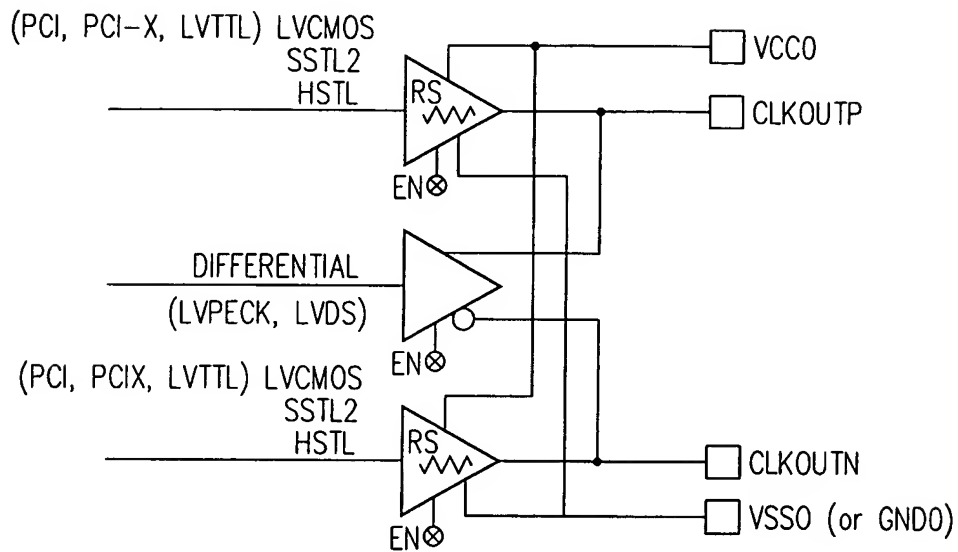 (PCI, PCI-X, LVTTL) LVCMOS
SSTL2
HSTL
RS
EN
VCCO
CLKOUTP
DIFFERENTIAL
(LVPECK, LVDS)
EN
(PCI, PCIX, LVTTL) LVCMOS
SSTL2
HSTL
RS
EN
CLKOUTN
VSSO (or GNDO)